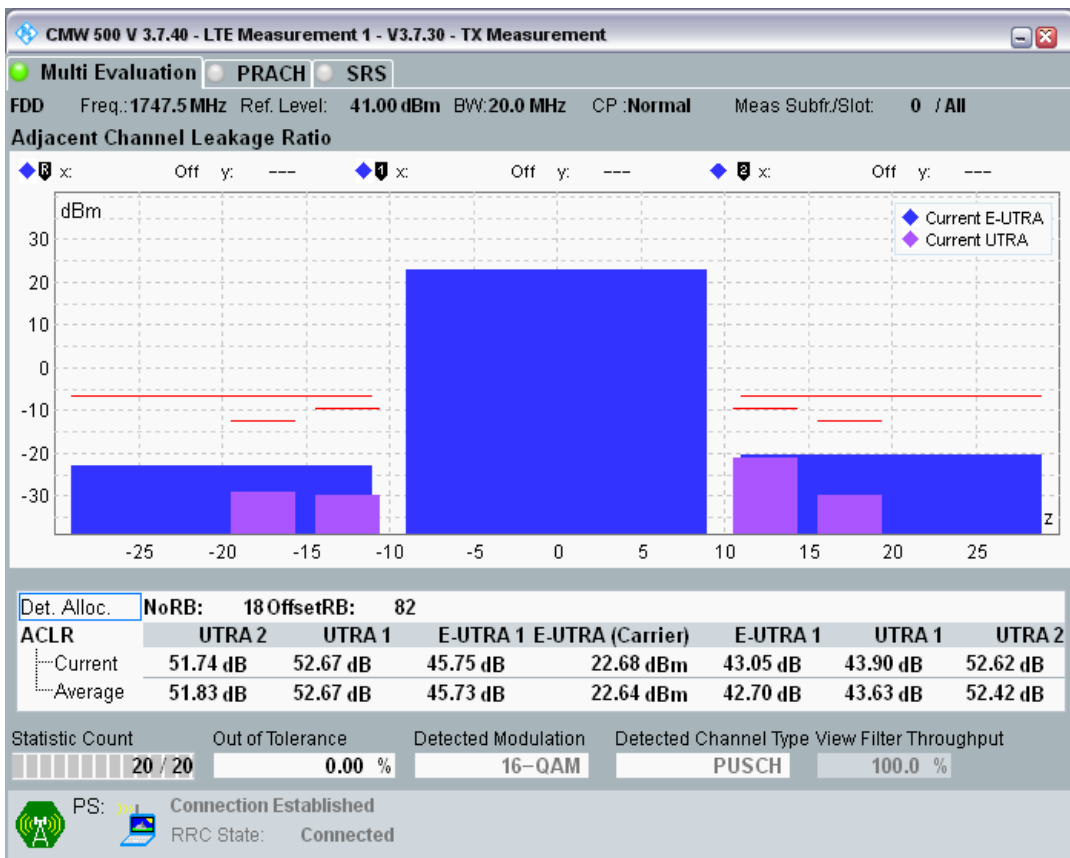 CMW 500 V 3.7.40 - LTE Measurement 1 - V3.7.30 - TX Measurement
Multi Evaluation PRACH SRS
FDD Freq.:1747.5 MHz Ref. Level: 41.00 dBm BW:20.0 MHz CP :Normal Meas Subfr./Slot: 0 / All
Adjacent Channel Leakage Ratio
R x: Off y: --- 1 x: Off y: --- 2 x: Off y: ---
dBm
Current E-UTRA
Current UTRA
30
20
10
0
-10
-20
-30
z
-25 -20 -15 -10 -5 0 5 10 15 20 25
Det. Alloc. NoRB: 18 OffsetRB: 82
ACLR UTRA 2 UTRA 1 E-UTRA 1 E-UTRA (Carrier) E-UTRA 1 UTRA 1 UTRA 2
Current 51.74 dB 52.67 dB 45.75 dB 22.68 dBm 43.05 dB 43.90 dB 52.62 dB
Average 51.83 dB 52.67 dB 45.73 dB 22.64 dBm 42.70 dB 43.63 dB 52.42 dB
Statistic Count Out of Tolerance Detected Modulation Detected Channel Type View Filter Throughput
20 / 20 0.00 % 16-QAM PUSCH 100.0 %
PS: Connection Established
RRC State: Connected